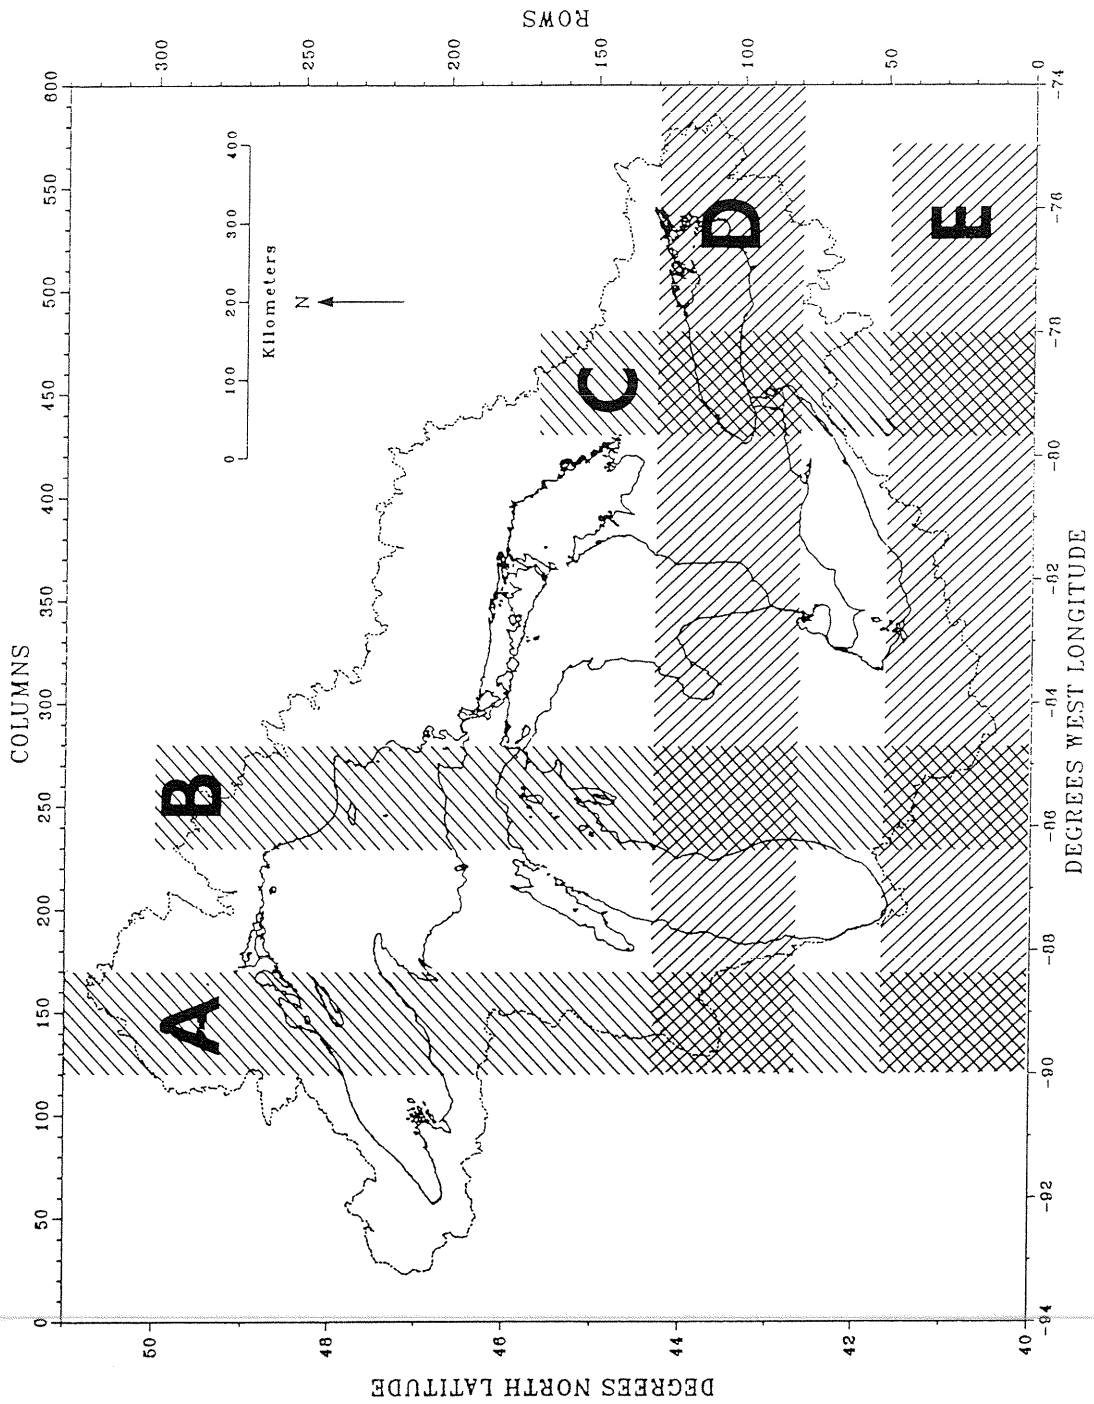 COLUMNS
0 50 100 150 200 250 300 350 400 450 500 550 600
DEGREES NORTH LATITUDE
50
48
46
44
42
40
ROWS
300
250
200
150
100
50
0
0 100 200 300 400
Kilometers
N
A
B
C
D
E
-94 -92 -90 -88 -86 -84 -82 -80 -78 -76 -74
DEGREES WEST LONGITUDE